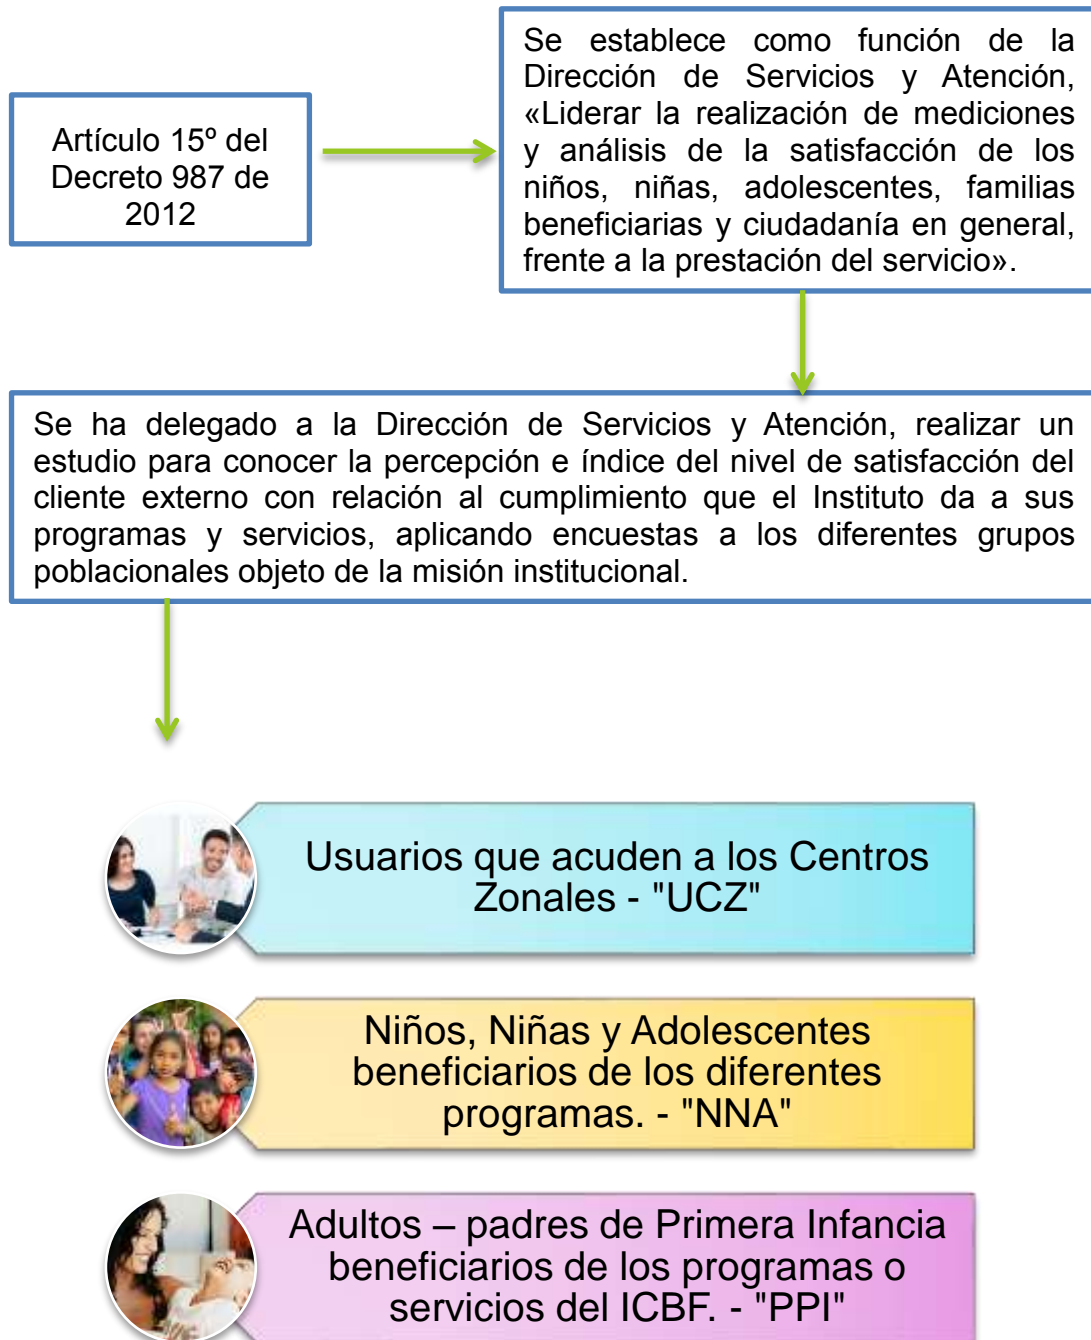 Artículo 15º del
Decreto 987 de
2012
Se establece como función de la
Dirección de Servicios y Atención,
«Liderar la realización de mediciones
y análisis de la satisfacción de los
niños, niñas, adolescentes, familias
beneficiarias y ciudadanía en general,
frente a la prestación del servicio».
Se ha delegado a la Dirección de Servicios y Atención, realizar un
estudio para conocer la percepción e índice del nivel de satisfacción del
cliente externo con relación al cumplimiento que el Instituto da a sus
programas y servicios, aplicando encuestas a los diferentes grupos
poblacionales objeto de la misión institucional.
Usuarios que acuden a los Centros
Zonales - "UCZ"
Niños, Niñas y Adolescentes
beneficiarios de los diferentes
programas. - "NNA"
Adultos – padres de Primera Infancia
beneficiarios de los programas o
servicios del ICBF. - "PPI"